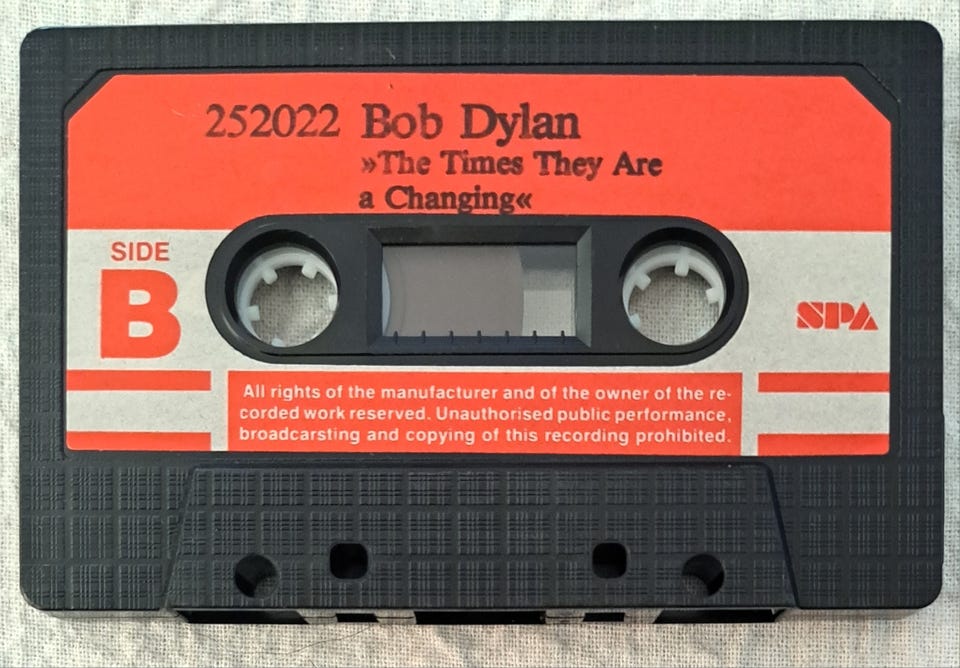 252022 Bob Dylan
»The Times They Are
a Changing«
SIDE
B
SPA
All rights of the manufacturer and of the owner of the re-
corded work reserved. Unauthorised public performance,
broadcarsting and copying of this recording prohibited.